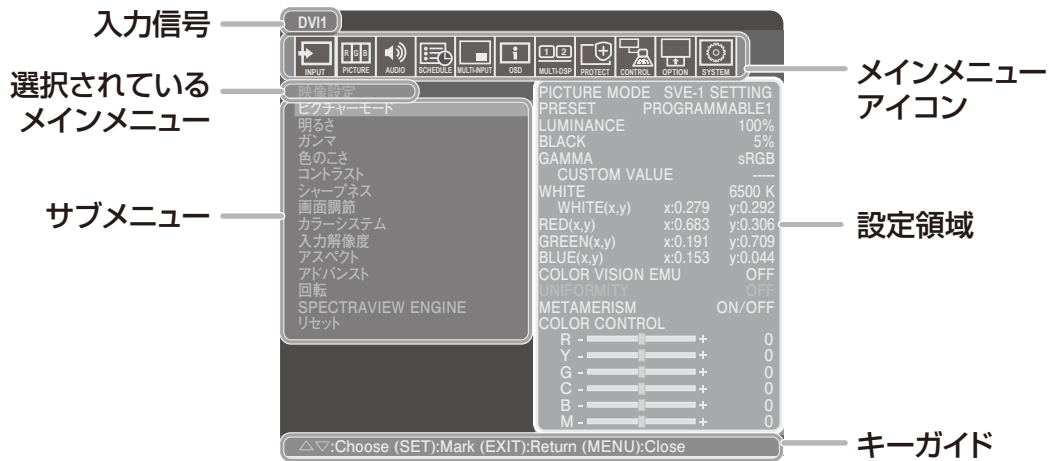 入力信号
DVI1
INPUT
PICTURE
AUDIO
SCHEDULE
MULTI-INPUT
OSD
MULTI-DSP
PROTECT
CONTROL
OPTION
SYSTEM
メインメニュー
アイコン
選択されている
メインメニュー
映像設定
サブメニュー
ピクチャーモード
明るさ
ガンマ
色のこさ
コントラスト
シャープネス
画面調節
カラーシステム
入力解像度
アスペクト
アドバンスト
回転
SPECTRAVIEW ENGINE
リセット
PICTURE MODE SVE-1 SETTING
PRESET PROGRAMMABLE1
LUMINANCE 100%
BLACK 5%
GAMMA sRGB
CUSTOM VALUE -----
WHITE 6500 K
WHITE(x,y) x:0.279 y:0.292
RED(x,y) x:0.683 y:0.306
GREEN(x,y) x:0.191 y:0.709
BLUE(x,y) x:0.153 y:0.044
COLOR VISION EMU OFF
UNIFORMITY OFF
METAMERISM ON/OFF
COLOR CONTROL
R - + 0
Y - + 0
G - + 0
C - + 0
B - + 0
M - + 0
設定領域
△▽:Choose (SET):Mark (EXIT):Return (MENU):Close
キーガイド